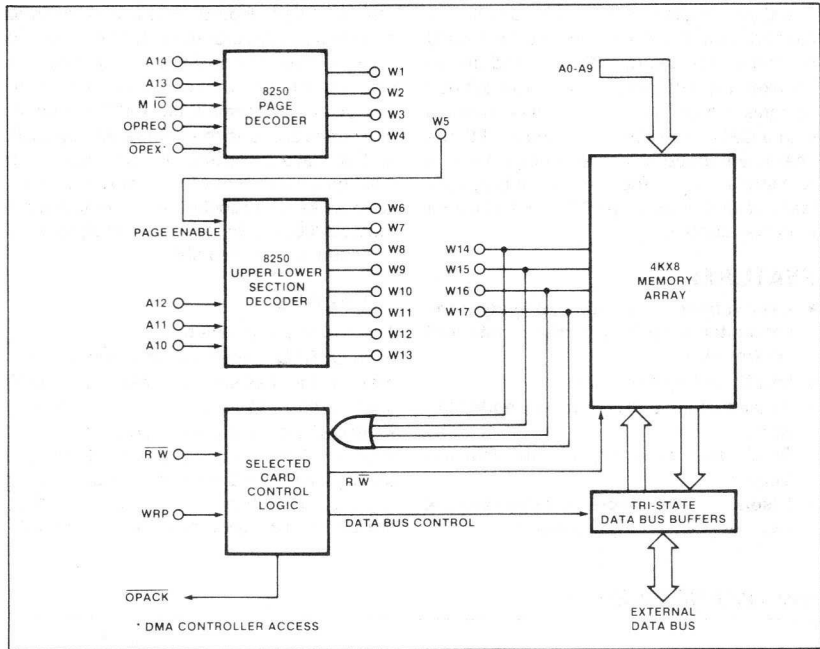 A14
A13
M I̅O̅
OPREQ
O̅P̅E̅X̅*
8250
PAGE
DECODER
W1
W2
W3
W4
W5
PAGE ENABLE
8250
UPPER LOWER
SECTION
DECODER
A12
A11
A10
W6
W7
W8
W9
W10
W11
W12
W13
W14
W15
W16
W17
A0-A9
4KX8
MEMORY
ARRAY
R̅ W̅
WRP
SELECTED
CARD
CONTROL
LOGIC
R W̅
DATA BUS CONTROL
TRI-STATE
DATA BUS BUFFERS
O̅P̅A̅C̅K̅
* DMA CONTROLLER ACCESS
EXTERNAL
DATA BUS